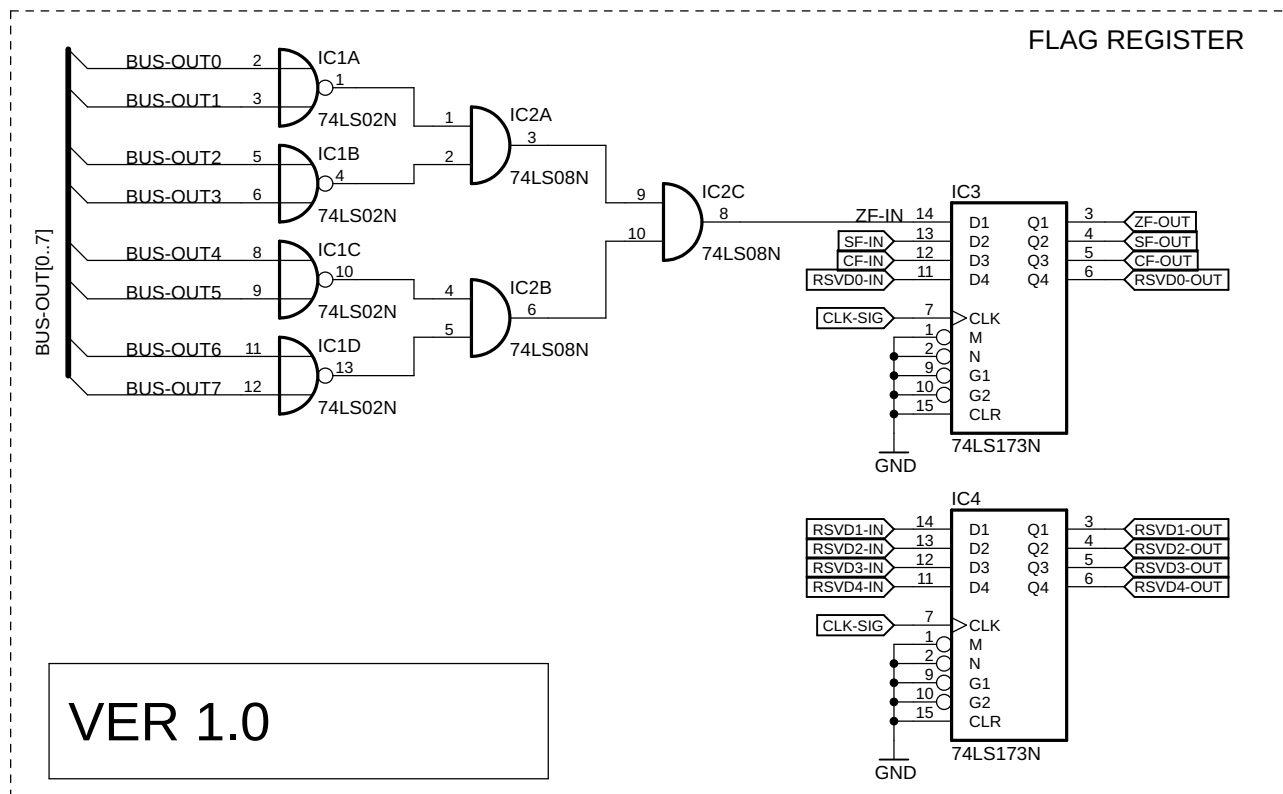 FLAG REGISTER
BUS-OUT[0..7]
BUS-OUT0 2
BUS-OUT1 3
IC1A
1
74LS02N
BUS-OUT2 5
BUS-OUT3 6
IC1B
4
74LS02N
BUS-OUT4 8
BUS-OUT5 9
IC1C
10
74LS02N
BUS-OUT6 11
BUS-OUT7 12
IC1D
13
74LS02N
IC2A
1
2
3
74LS08N
IC2B
4
5
6
74LS08N
IC2C
9
10
8
74LS08N
IC3
ZF-IN 14 D1 Q1 3 ZF-OUT
SF-IN 13 D2 Q2 4 SF-OUT
CF-IN 12 D3 Q3 5 CF-OUT
RSVD0-IN 11 D4 Q4 6 RSVD0-OUT
CLK-SIG 7 CLK
1 M
2 N
9 G1
10 G2
15 CLR
74LS173N
GND
IC4
RSVD1-IN 14 D1 Q1 3 RSVD1-OUT
RSVD2-IN 13 D2 Q2 4 RSVD2-OUT
RSVD3-IN 12 D3 Q3 5 RSVD3-OUT
RSVD4-IN 11 D4 Q4 6 RSVD4-OUT
CLK-SIG 7 CLK
1 M
2 N
9 G1
10 G2
15 CLR
74LS173N
GND
VER 1.0